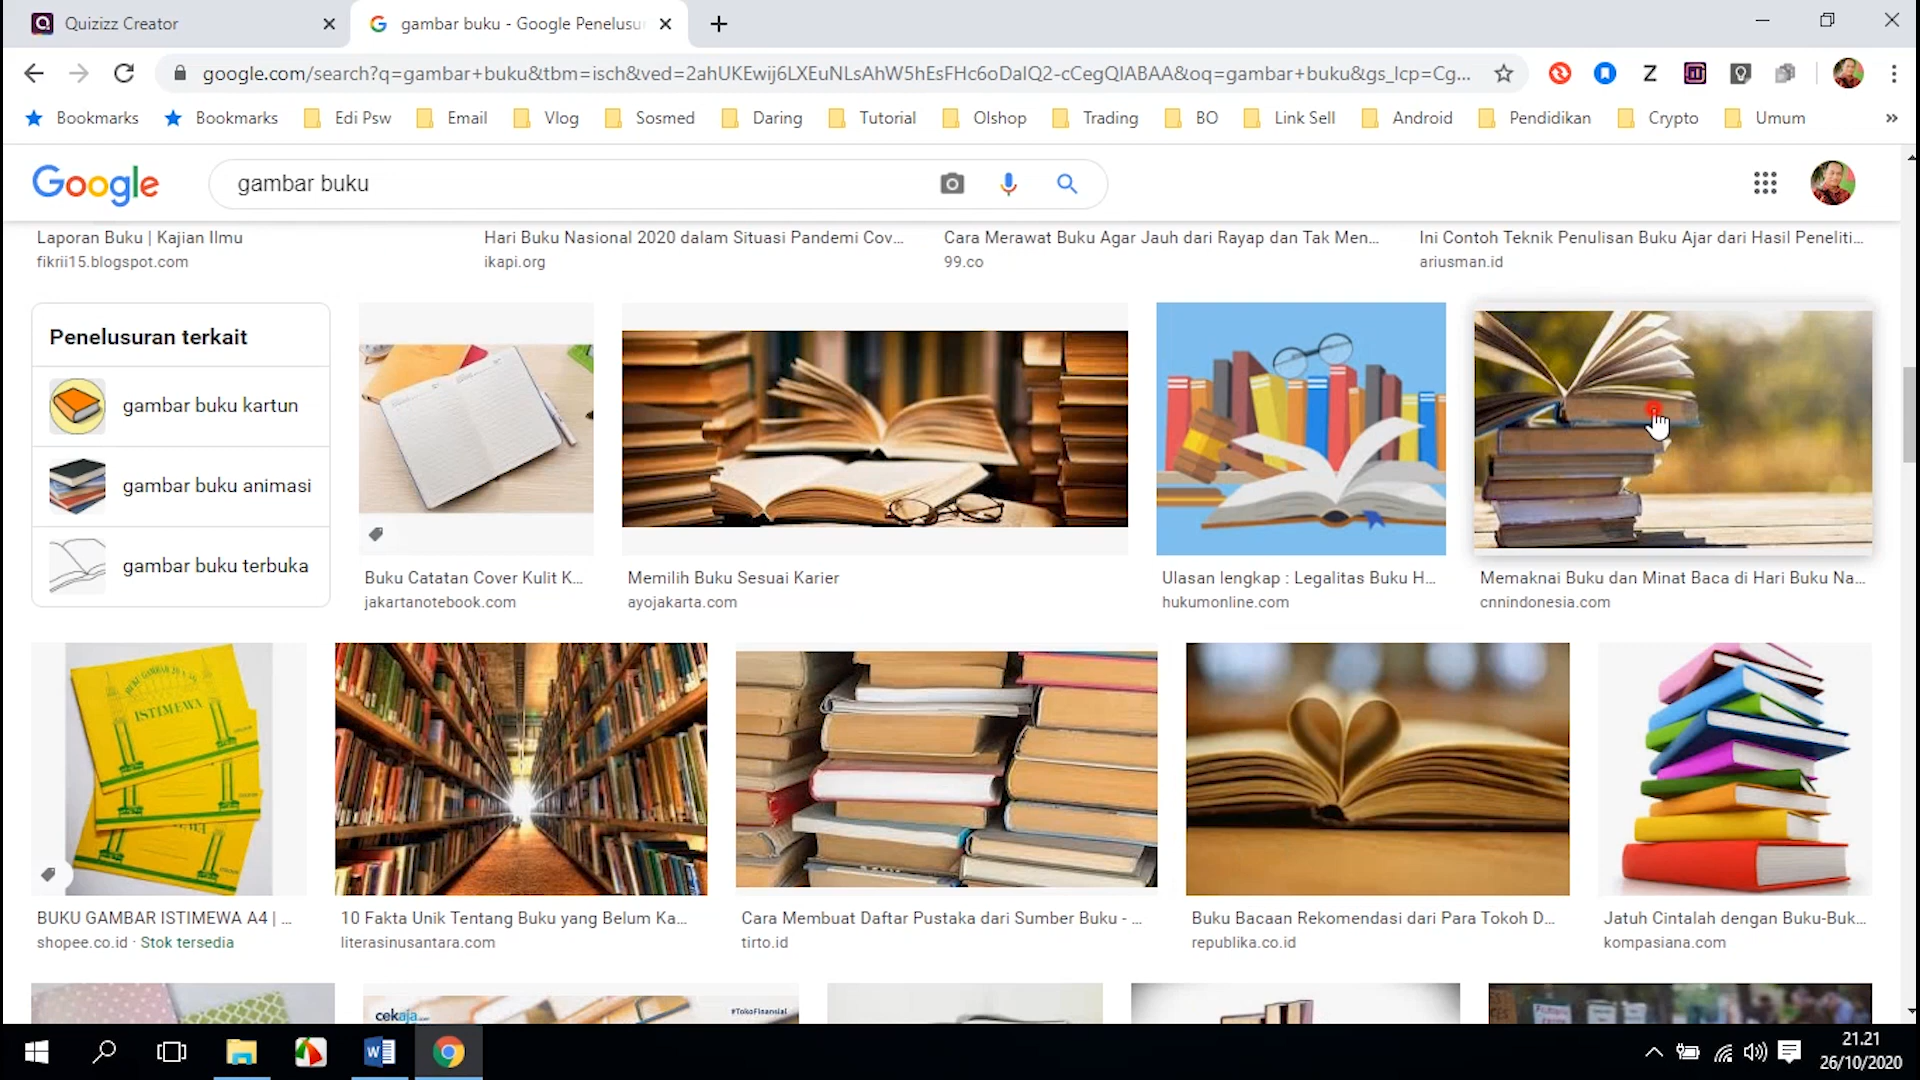 Quizizz Creator
gambar buku - Google Penelusu
google.com/search?q=gambar+buku&tbm=isch&ved=2ahUKEwij6LXEuNLsAhW5hEsFHc6oDaIQ2-cCegQIABAA&oq=gambar+buku&gs_lcp=Cg...
Bookmarks Bookmarks Edi Psw Email Vlog Sosmed Daring Tutorial Olshop Trading BO Link Sell Android Pendidikan Crypto Umum »
Google gambar buku
Laporan Buku | Kajian Ilmu
fikrii15.blogspot.com
Hari Buku Nasional 2020 dalam Situasi Pandemi Cov...
ikapi.org
Cara Merawat Buku Agar Jauh dari Rayap dan Tak Men...
99.co
Ini Contoh Teknik Penulisan Buku Ajar dari Hasil Peneliti...
ariusman.id
Penelusuran terkait
gambar buku kartun
gambar buku animasi
gambar buku terbuka
Buku Catatan Cover Kulit K...
jakartanotebook.com
Memilih Buku Sesuai Karier
ayojakarta.com
Ulasan lengkap : Legalitas Buku H...
hukumonline.com
Memaknai Buku dan Minat Baca di Hari Buku Na...
cnnindonesia.com
ISTIMEWA
BUKU GAMBAR ISTIMEWA A4 | ...
shopee.co.id · Stok tersedia
10 Fakta Unik Tentang Buku yang Belum Ka...
literasinusantara.com
Cara Membuat Daftar Pustaka dari Sumber Buku - ...
tirto.id
Buku Bacaan Rekomendasi dari Para Tokoh D...
republika.co.id
Jatuh Cintalah dengan Buku-Buk...
kompasiana.com
cekaja.com
#TokoFinansial
21.21
26/10/2020